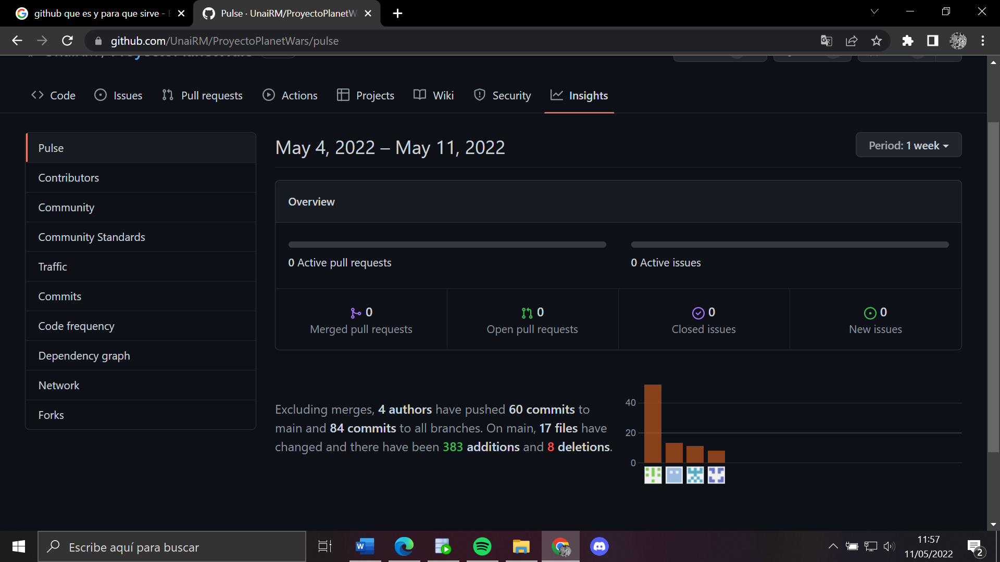 github que es y para que sirve -
Pulse · UnaiRM/ProyectoPlanetW
github.com/UnaiRM/ProyectoPlanetWars/pulse
Code
Issues
Pull requests
Actions
Projects
Wiki
Security
Insights
Pulse
Contributors
Community
Community Standards
Traffic
Commits
Code frequency
Dependency graph
Network
Forks
May 4, 2022 – May 11, 2022
Period: 1 week
Overview
0 Active pull requests
0 Active issues
0
Merged pull requests
0
Open pull requests
0
Closed issues
0
New issues
Excluding merges, 4 authors have pushed 60 commits to
main and 84 commits to all branches. On main, 17 files have
changed and there have been 383 additions and 8 deletions.
40
20
0
Escribe aquí para buscar
11:57
11/05/2022
2